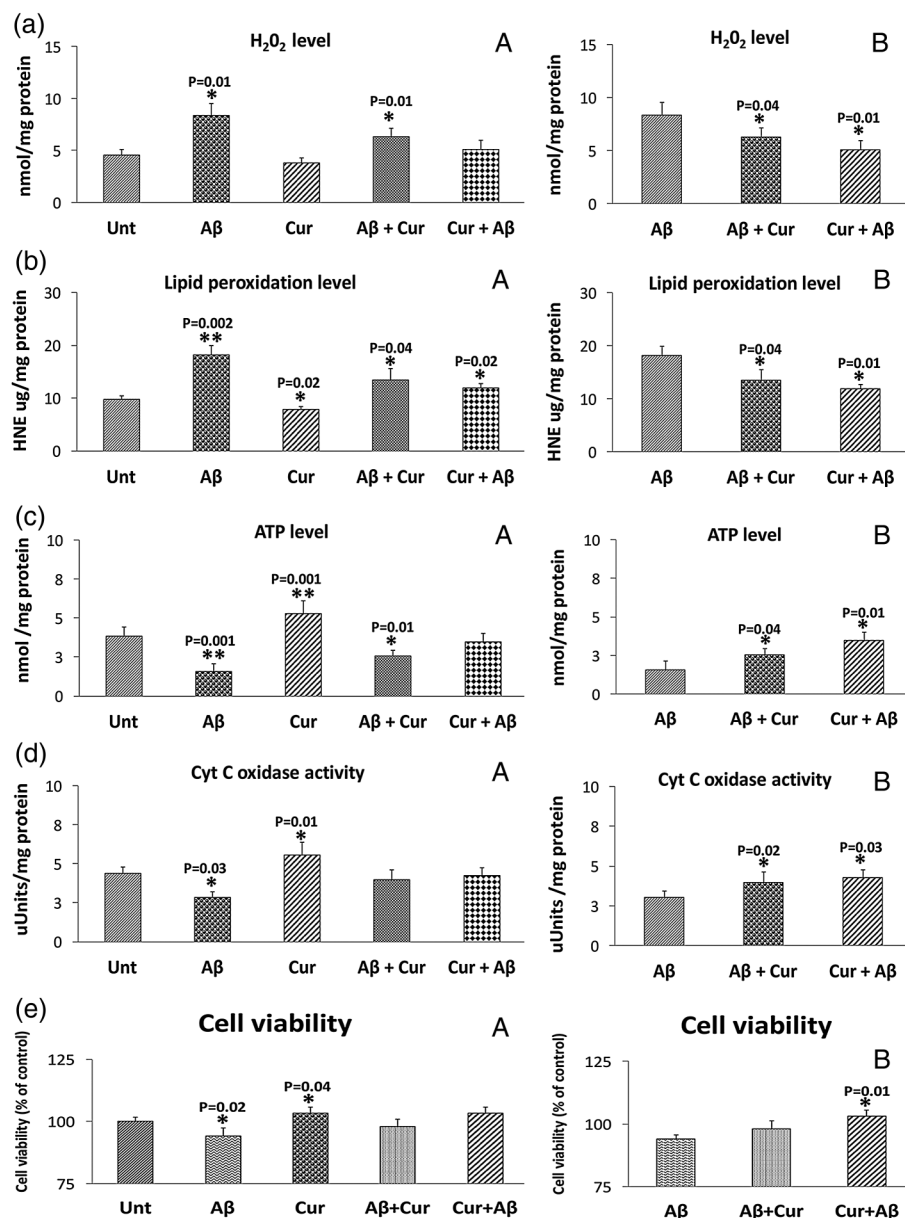 (a)
H₂O₂ level
A
nmol/mg protein
15
10
5
0
P=0.01
*
P=0.01
*
Unt Aβ Cur Aβ + Cur Cur + Aβ
H₂O₂ level
B
nmol/mg protein
15
10
5
0
P=0.04
*
P=0.01
*
Aβ Aβ + Cur Cur + Aβ
(b)
Lipid peroxidation level
A
HNE ug/mg protein
30
20
10
0
P=0.002
**
P=0.02
*
P=0.04
*
P=0.02
*
Unt Aβ Cur Aβ + Cur Cur + Aβ
Lipid peroxidation level
B
HNE ug/mg protein
30
20
10
0
P=0.04
*
P=0.01
*
Aβ Aβ + Cur Cur + Aβ
(c)
ATP level
A
nmol /mg protein
10
8
5
3
0
P=0.001
**
P=0.001
**
P=0.01
*
Unt Aβ Cur Aβ + Cur Cur + Aβ
ATP level
B
nmol/mg protein
10
8
5
3
0
P=0.04
*
P=0.01
*
Aβ Aβ + Cur Cur + Aβ
(d)
Cyt C oxidase activity
A
uUnits/mg protein
10
8
5
3
0
P=0.03
*
P=0.01
*
Unt Aβ Cur Aβ + Cur Cur + Aβ
Cyt C oxidase activity
B
uUnits /mg protein
10
8
5
3
0
P=0.02
*
P=0.03
*
Aβ Aβ + Cur Cur + Aβ
(e)
Cell viability
A
Cell viability (% of control)
125
100
75
P=0.02
*
P=0.04
*
Unt Aβ Cur Aβ+Cur Cur+Aβ
Cell viability
B
Cell viability (% of control)
125
100
75
P=0.01
*
Aβ Aβ+Cur Cur+Aβ